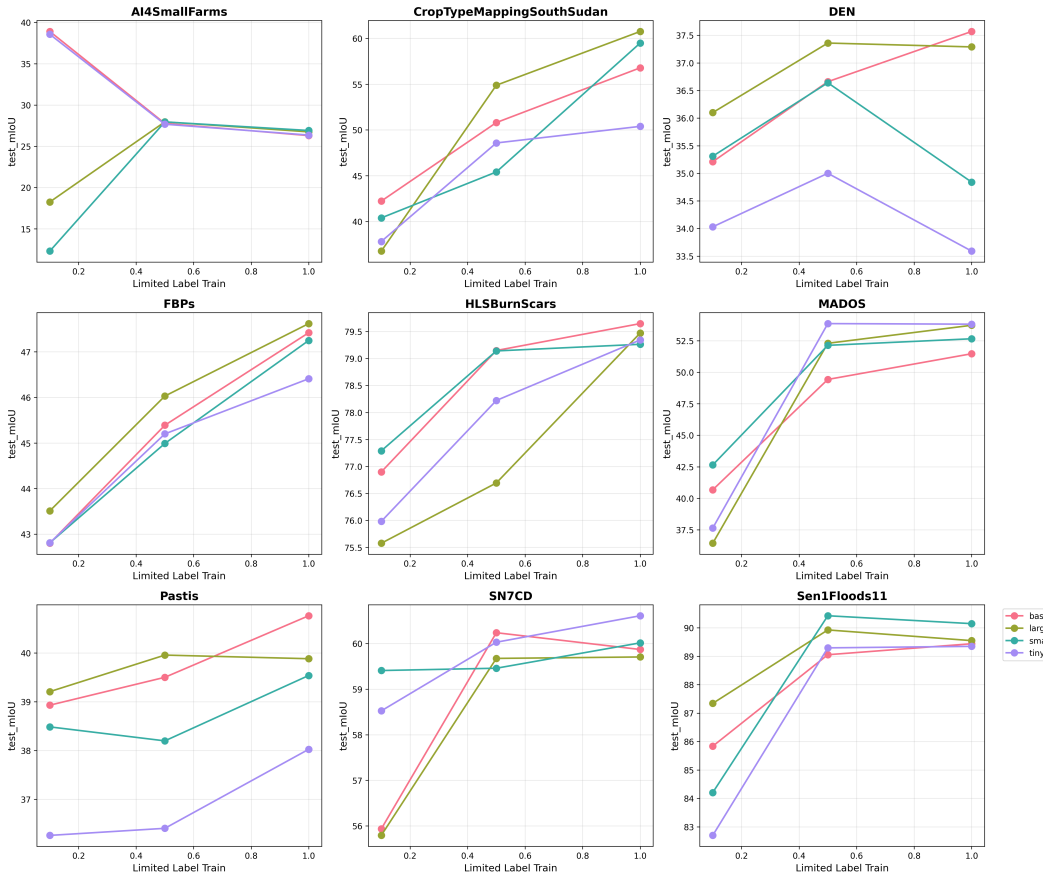 AI4SmallFarms
40
35
30
25
20
15
test_mIoU
0.2 0.4 0.6 0.8 1.0
Limited Label Train
CropTypeMappingSouthSudan
60
55
50
45
40
test_mIoU
0.2 0.4 0.6 0.8 1.0
Limited Label Train
DEN
37.5
37.0
36.5
36.0
35.5
35.0
34.5
34.0
33.5
test_mIoU
0.2 0.4 0.6 0.8 1.0
Limited Label Train
FBPs
47
46
45
44
43
test_mIoU
0.2 0.4 0.6 0.8 1.0
Limited Label Train
HLSBurnScars
79.5
79.0
78.5
78.0
77.5
77.0
76.5
76.0
75.5
test_mIoU
0.2 0.4 0.6 0.8 1.0
Limited Label Train
MADOS
52.5
50.0
47.5
45.0
42.5
40.0
37.5
test_mIoU
0.2 0.4 0.6 0.8 1.0
Limited Label Train
Pastis
40
39
38
37
test_mIoU
0.2 0.4 0.6 0.8 1.0
Limited Label Train
SN7CD
60
59
58
57
56
test_mIoU
0.2 0.4 0.6 0.8 1.0
Limited Label Train
Sen1Floods11
90
89
88
87
86
85
84
83
test_mIoU
0.2 0.4 0.6 0.8 1.0
Limited Label Train
bas
larg
sma
tiny